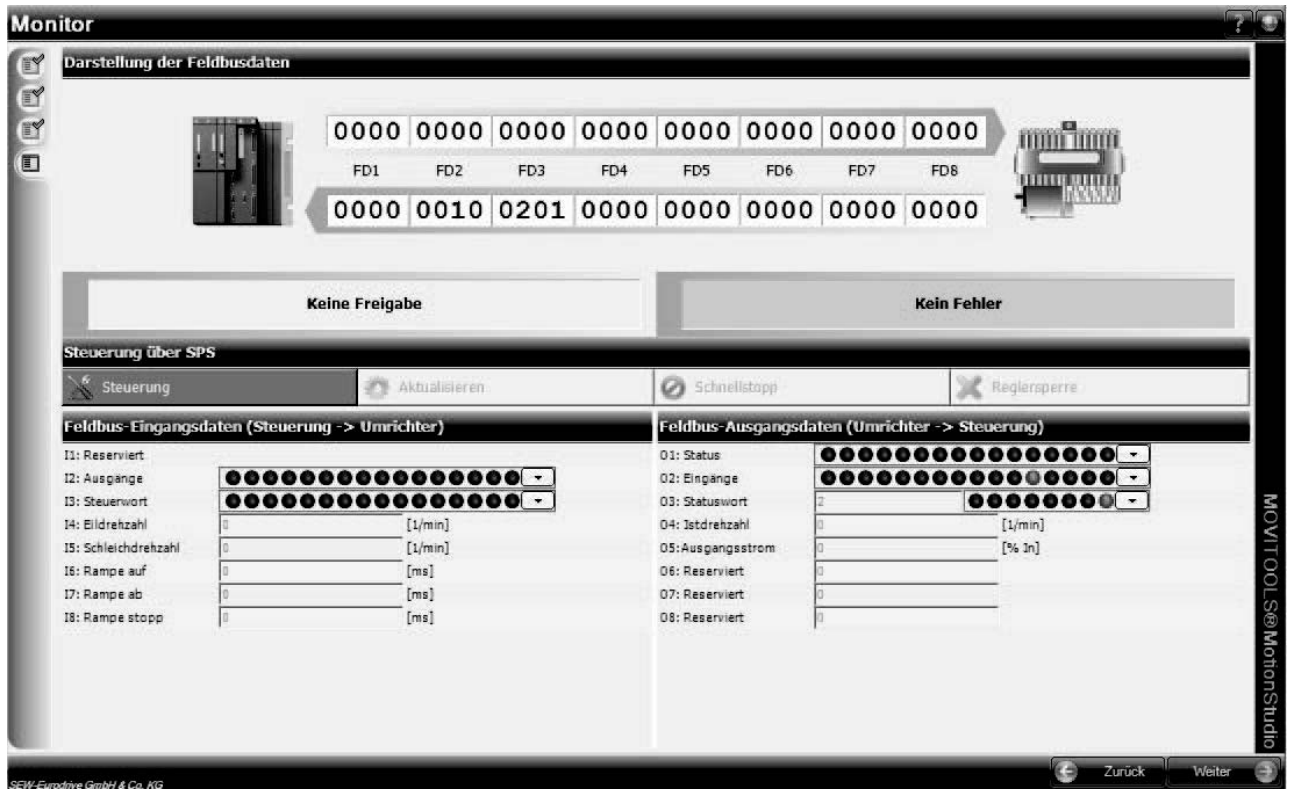 Monitor
?
Darstellung der Feldbusdaten
0000 0000 0000 0000 0000 0000 0000 0000
FD1 FD2 FD3 FD4 FD5 FD6 FD7 FD8
0000 0010 0201 0000 0000 0000 0000 0000
Keine Freigabe
Kein Fehler
Steuerung über SPS
Steuerung
Aktualisieren
Schnellstopp
Reglersperre
Feldbus-Eingangsdaten (Steuerung -> Umrichter)
I1: Reserviert
I2: Ausgänge
I3: Steuerwort
I4: Eildrehzahl 0 [1/min]
I5: Schleichdrehzahl 0 [1/min]
I6: Rampe auf 0 [ms]
I7: Rampe ab 0 [ms]
I8: Rampe stopp 0 [ms]
Feldbus-Ausgangsdaten (Umrichter -> Steuerung)
O1: Status
O2: Eingänge
O3: Statuswort 2
O4: Istdrehzahl 0 [1/min]
O5:Ausgangsstrom 0 [% In]
O6: Reserviert 0
O7: Reserviert 0
O8: Reserviert 0
MOVITOOLS®MotionStudio
Zurück
Weiter
SEW-Eurodrive GmbH & Co. KG